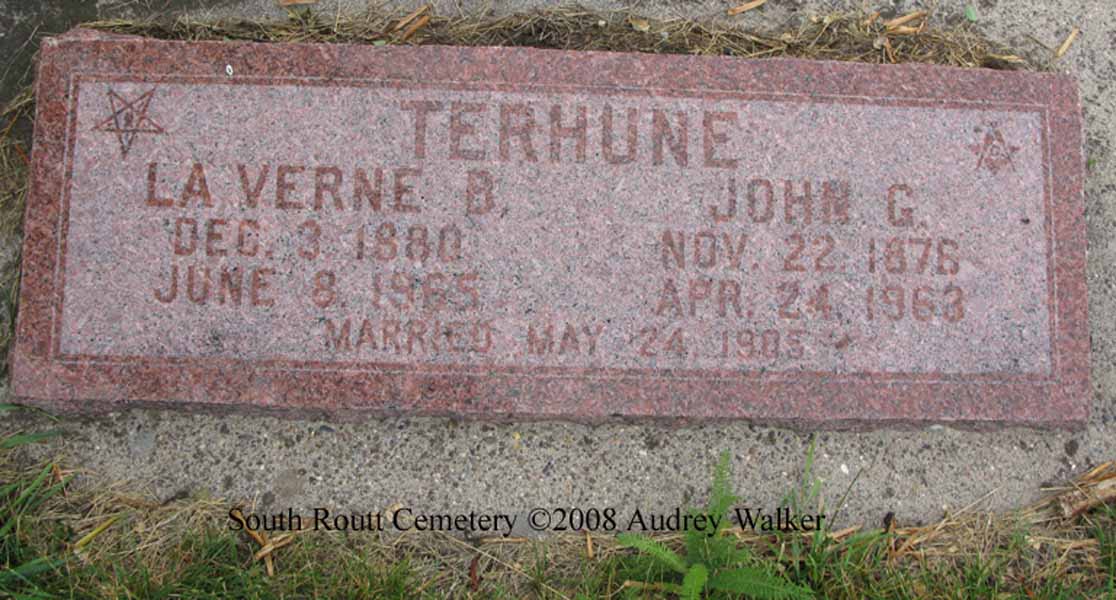 TERHUNE
LA VERNE B.
DEC. 3, 1880
JUNE 8, 1965
JOHN G.
NOV. 22, 1876
APR. 24, 1963
MARRIED MAY 24, 1905
South Routt Cemetery ©2008 Audrey Walker